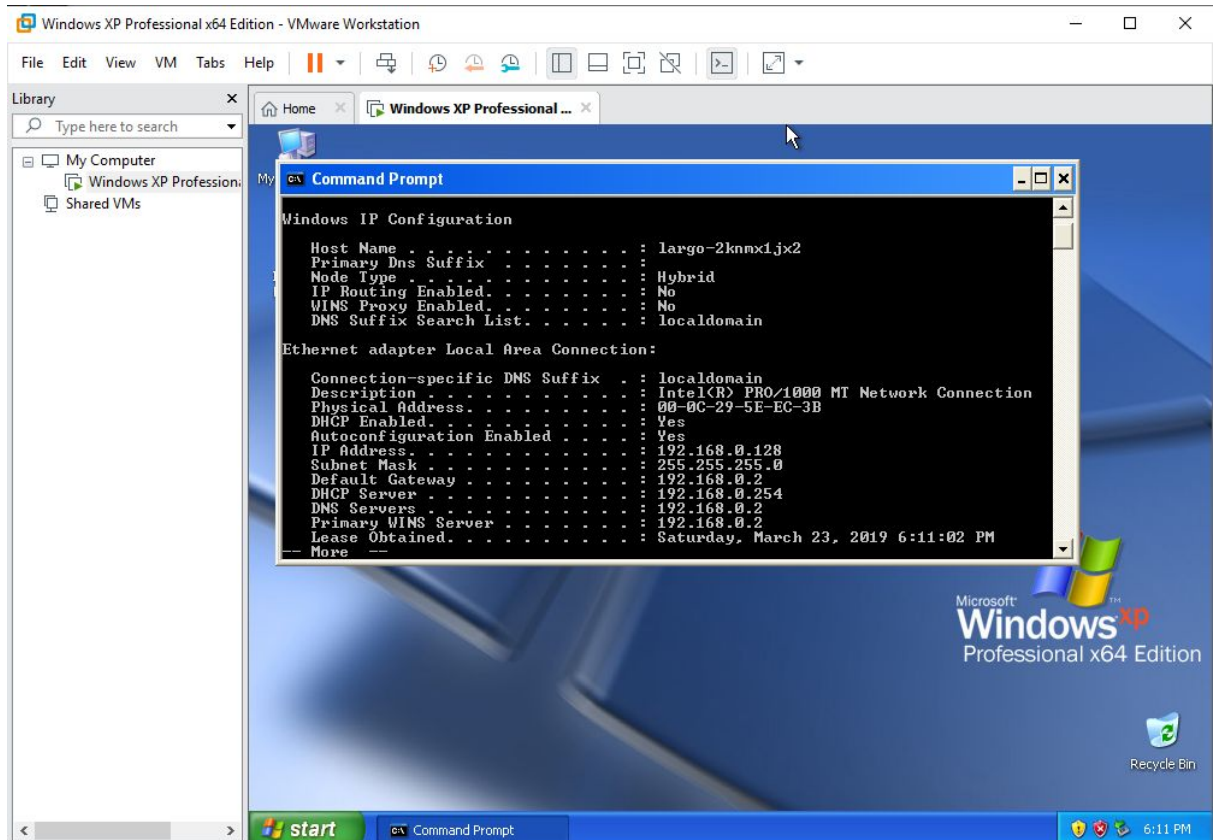 Windows XP Professional x64 Edition - VMware Workstation
File Edit View VM Tabs Help
Library
Type here to search
My Computer
Windows XP Profession
Shared VMs
Home
Windows XP Professional ...
My
Command Prompt
Windows IP Configuration
Host Name . . . . . . . . . . . . : largo-2knmx1jx2
Primary Dns Suffix . . . . . . . :
Node Type . . . . . . . . . . . . : Hybrid
IP Routing Enabled. . . . . . . . : No
WINS Proxy Enabled. . . . . . . . : No
DNS Suffix Search List. . . . . . : localdomain
Ethernet adapter Local Area Connection:
Connection-specific DNS Suffix . : localdomain
Description . . . . . . . . . . . : Intel(R) PRO/1000 MT Network Connection
Physical Address. . . . . . . . . : 00-0C-29-5E-EC-3B
DHCP Enabled. . . . . . . . . . . : Yes
Autoconfiguration Enabled . . . . : Yes
IP Address. . . . . . . . . . . . : 192.168.0.128
Subnet Mask . . . . . . . . . . . : 255.255.255.0
Default Gateway . . . . . . . . . : 192.168.0.2
DHCP Server . . . . . . . . . . . : 192.168.0.254
DNS Servers . . . . . . . . . . . : 192.168.0.2
Primary WINS Server . . . . . . . : 192.168.0.2
Lease Obtained. . . . . . . . . . : Saturday, March 23, 2019 6:11:02 PM
-- More --
Microsoft
Windows xp
Professional x64 Edition
Recycle Bin
start
Command Prompt
6:11 PM